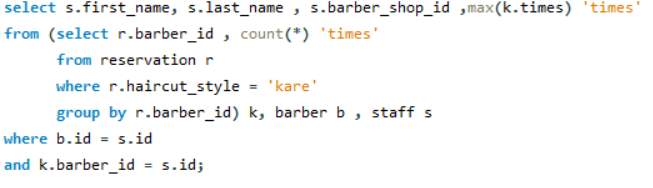 select s.first_name, s.last_name , s.barber_shop_id ,max(k.times) 'times'
from (select r.barber_id , count(*) 'times'
from reservation r
where r.haircut_style = 'kare'
group by r.barber_id) k, barber b , staff s
where b.id = s.id
and k.barber_id = s.id;